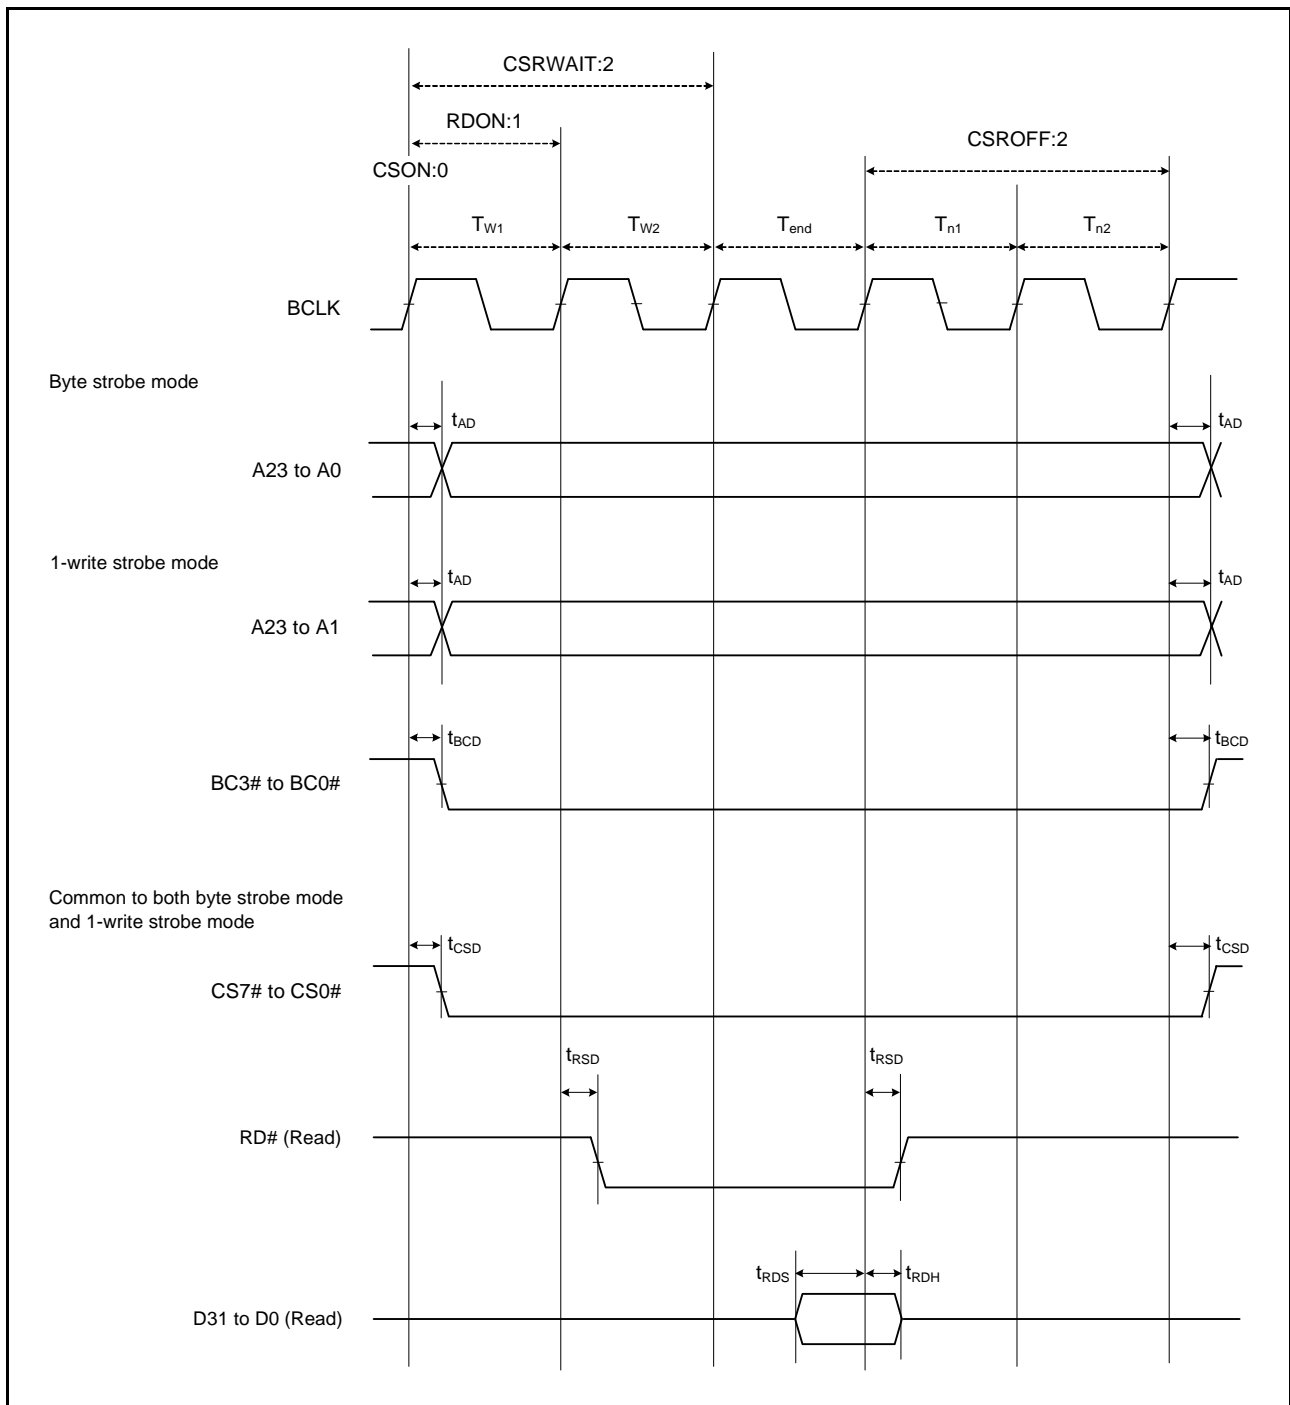 CSRWAIT:2
RDON:1
CSROFF:2
CSON:0
TW1 TW2 Tend Tn1 Tn2
BCLK
Byte strobe mode
tAD tAD
A23 to A0
1-write strobe mode
tAD tAD
A23 to A1
tBCD tBCD
BC3# to BC0#
Common to both byte strobe mode
and 1-write strobe mode
tCSD tCSD
CS7# to CS0#
tRSD tRSD
RD# (Read)
tRDS tRDH
D31 to D0 (Read)